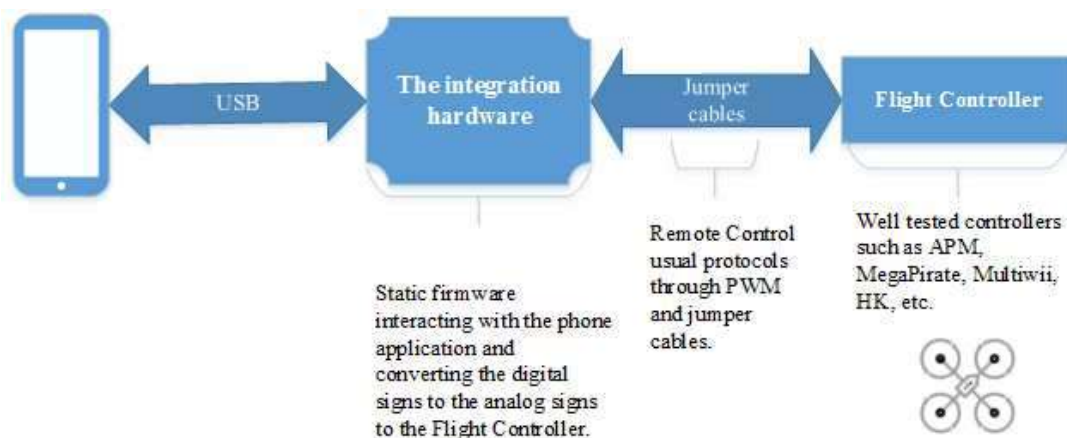 USB
The integration
hardware
Jumper
cables
Flight Controller
Static firmware
interacting with the phone
application and
converting the digital
signs to the analog signs
to the Flight Controller.
Remote Control
usual protocols
through PWM
and jumper
cables.
Well tested controllers
such as APM,
MegaPirate, Multiwii,
HK, etc.